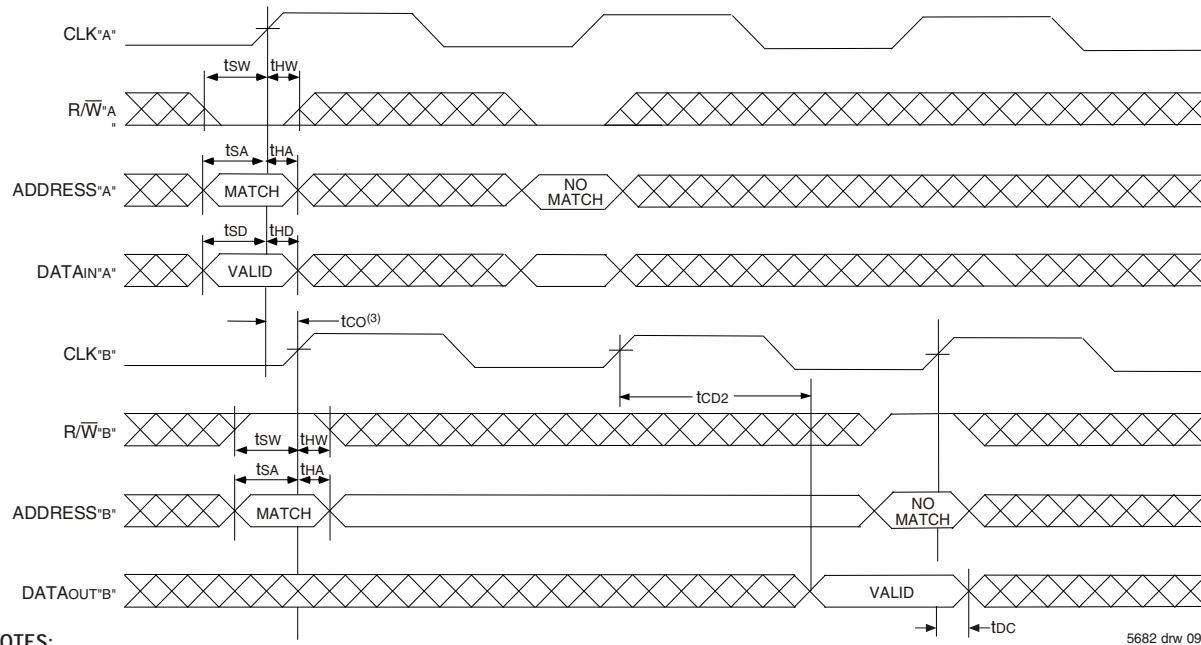 CLK"A"
tSW tHW
R/W"A
"
tSA tHA
ADDRESS"A" MATCH NO
MATCH
tSD tHD
DATAIN"A" VALID
tCO(3)
CLK"B"
tCD2
R/W"B"
tSW tHW
tSA tHA
ADDRESS"B" MATCH NO
MATCH
DATAOUT"B" VALID
tDC
5682 drw 09
OTES: